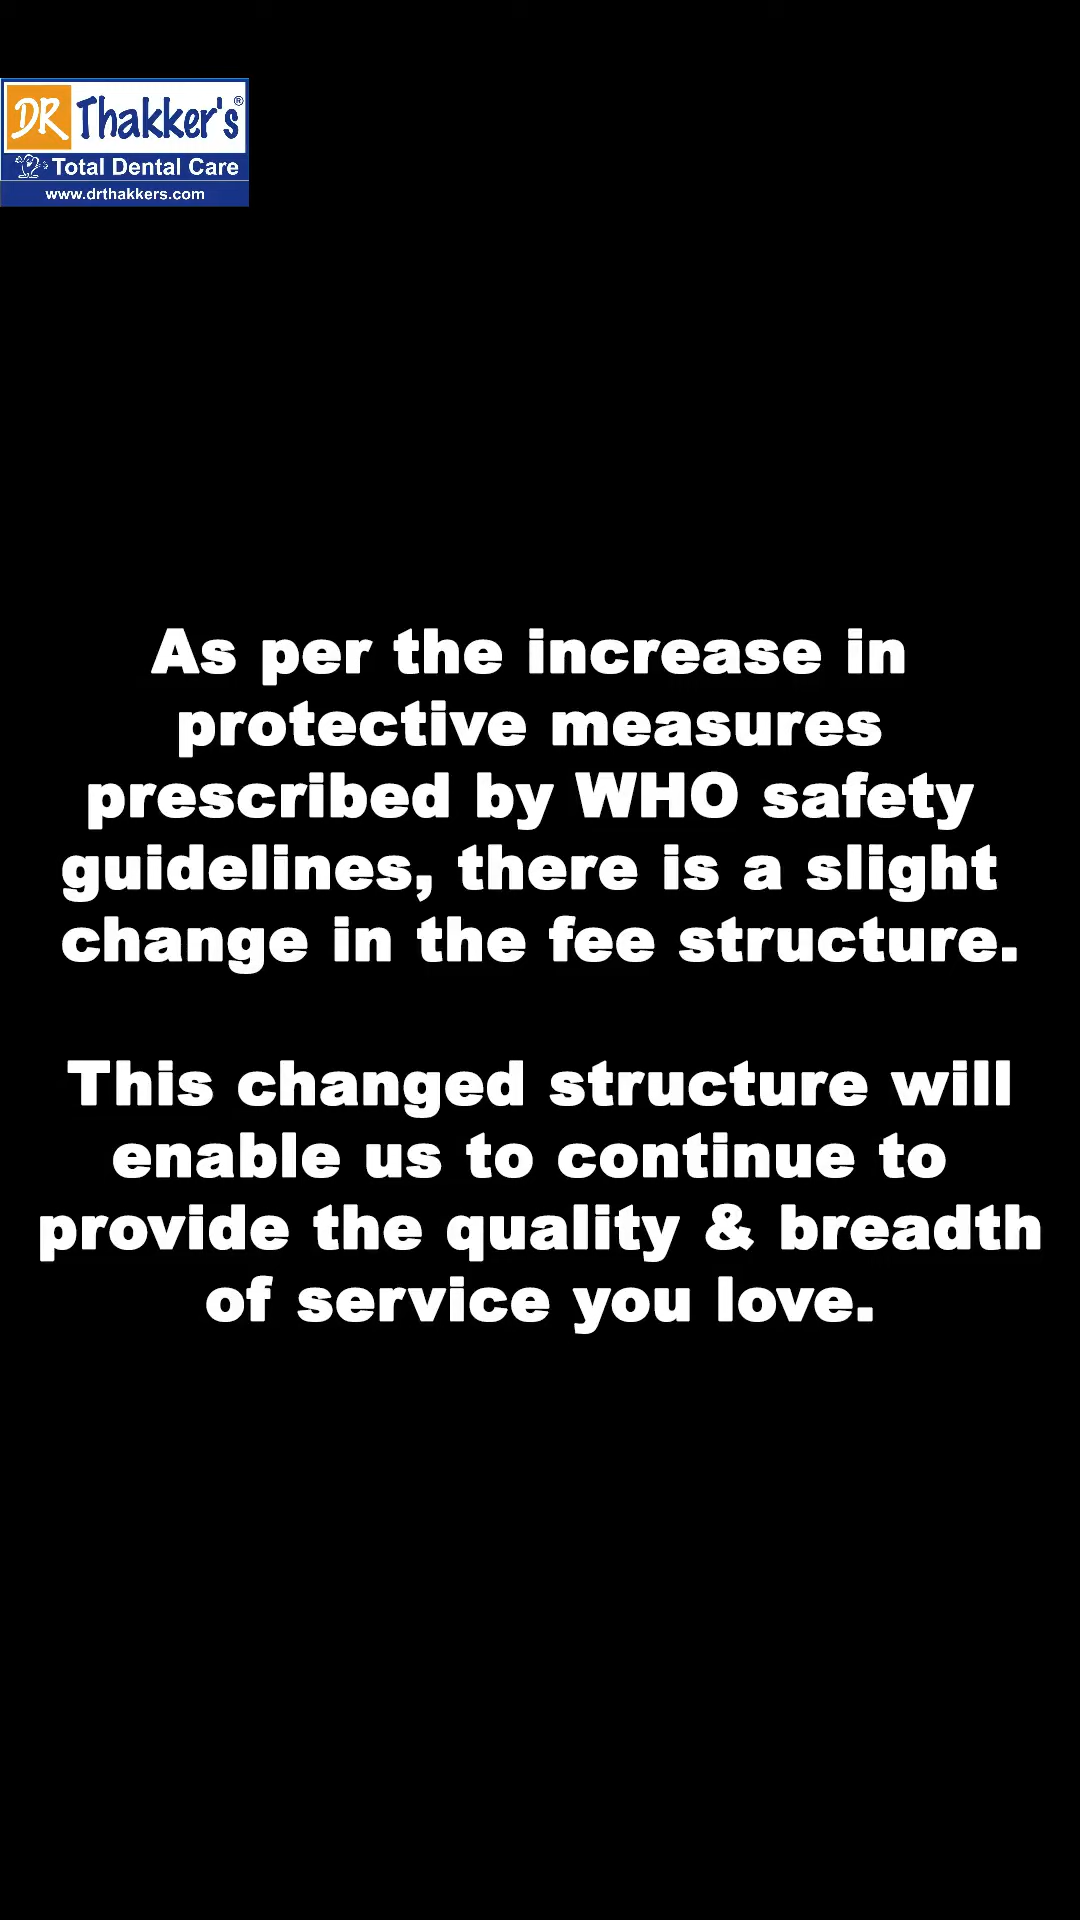 DR Thakker's®
Total Dental Care
www.drthakkers.com
As per the increase in
protective measures
prescribed by WHO safety
guidelines, there is a slight
change in the fee structure.
This changed structure will
enable us to continue to
provide the quality & breadth
of service you love.